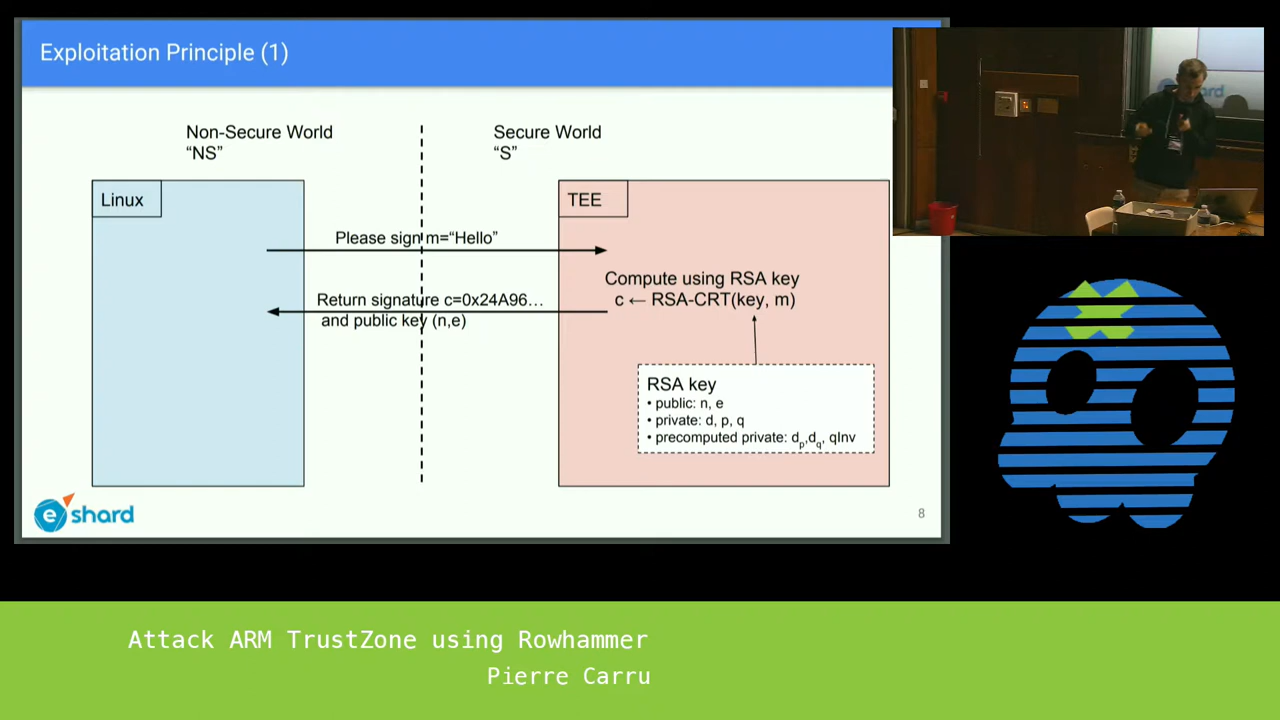 Exploitation Principle (1)
Non-Secure World
“NS”
Secure World
“S”
Linux
TEE
Please sign m=“Hello”
Compute using RSA key
c ← RSA-CRT(key, m)
Return signature c=0x24A96…
and public key (n,e)
RSA key
• public: n, e
• private: d, p, q
• precomputed private: dp,dq, qInv
eshard
8
shard
Attack ARM TrustZone using Rowhammer
Pierre Carru